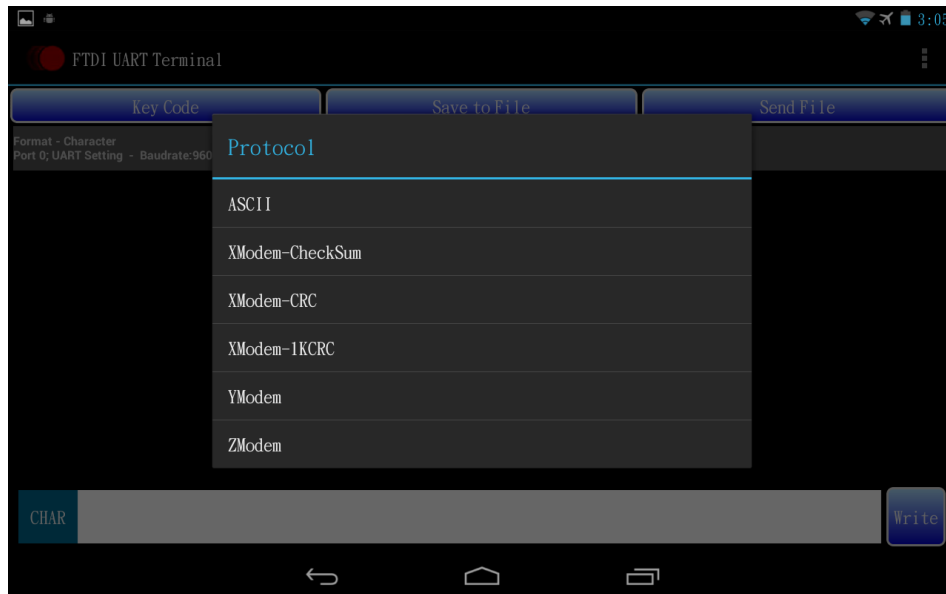 3:05
FTDI UART Terminal
Key Code
Save to File
Send File
Format - Character
Port 0; UART Setting - Baudrate:960
Protocol
ASCII
XModem-CheckSum
XModem-CRC
XModem-1KCRC
YModem
ZModem
CHAR
Write